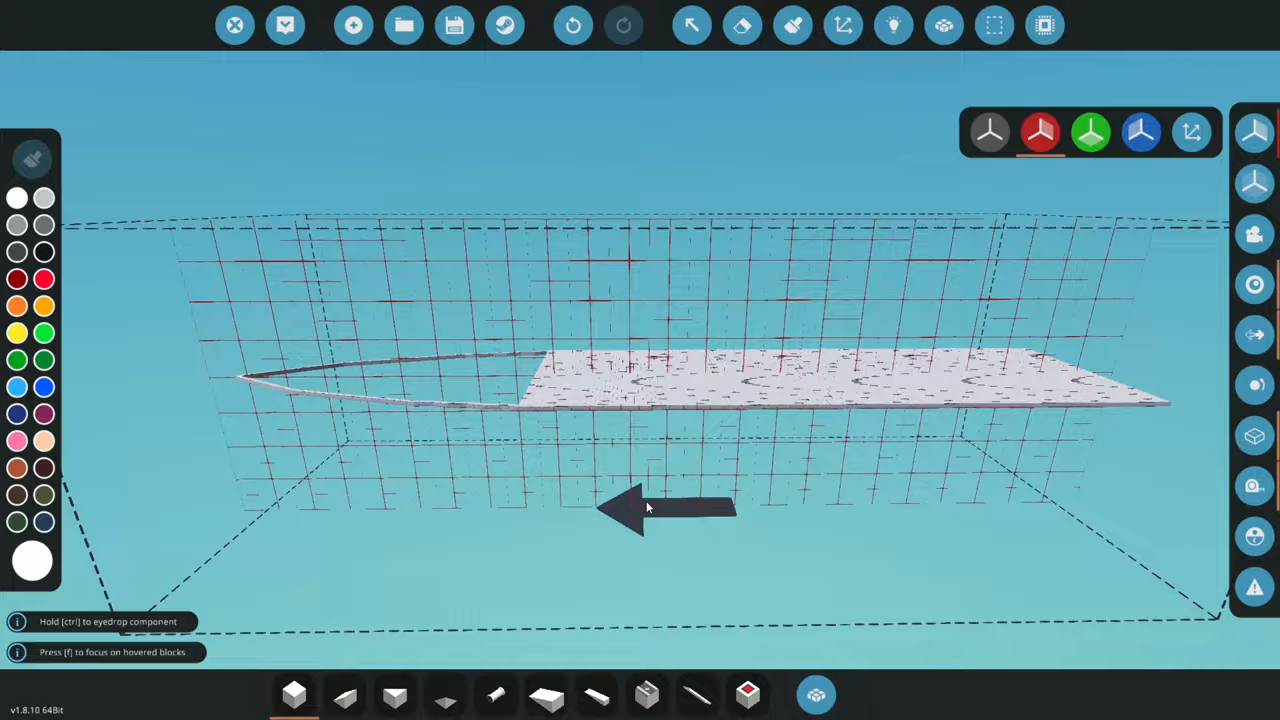 Hold [ctrl] to eyedrop component
Press [f] to focus on hovered blocks
v1.8.10 64Bit